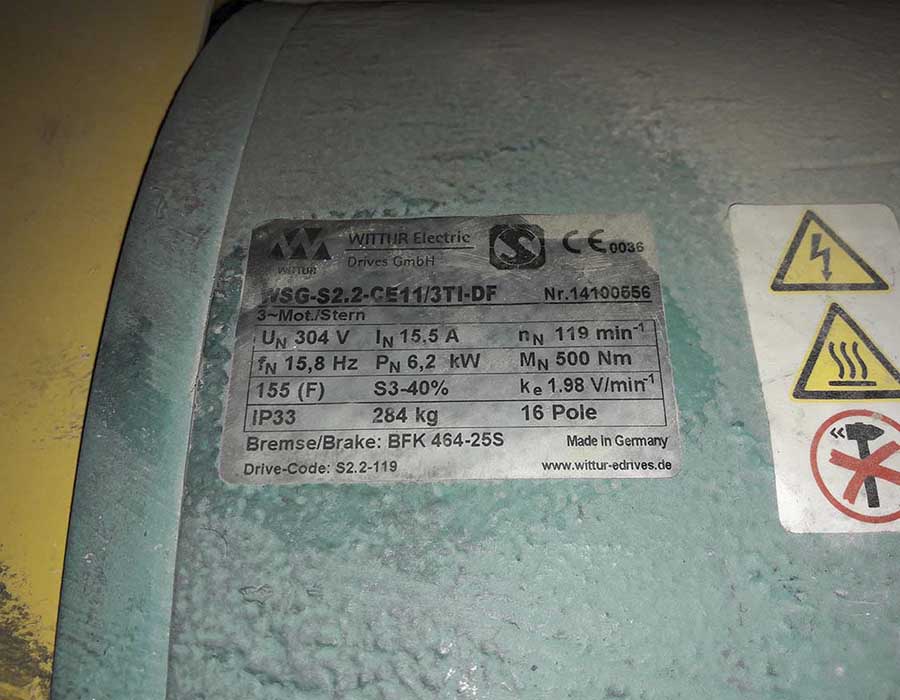 WITTUR
WITTUR Electric
Drives GmbH
S
CE 0036
WSG-S2.2-CE11/3TI-DF Nr.14100556
3~Mot./Stern
UN 304 V IN 15.5 A nN 119 min-1
fN 15,8 Hz PN 6,2 kW MN 500 Nm
155 (F) S3-40% ke 1.98 V/min-1
IP33 284 kg 16 Pole
Bremse/Brake: BFK 464-25S Made in Germany
Drive-Code: S2.2-119 www.wittur-edrives.de